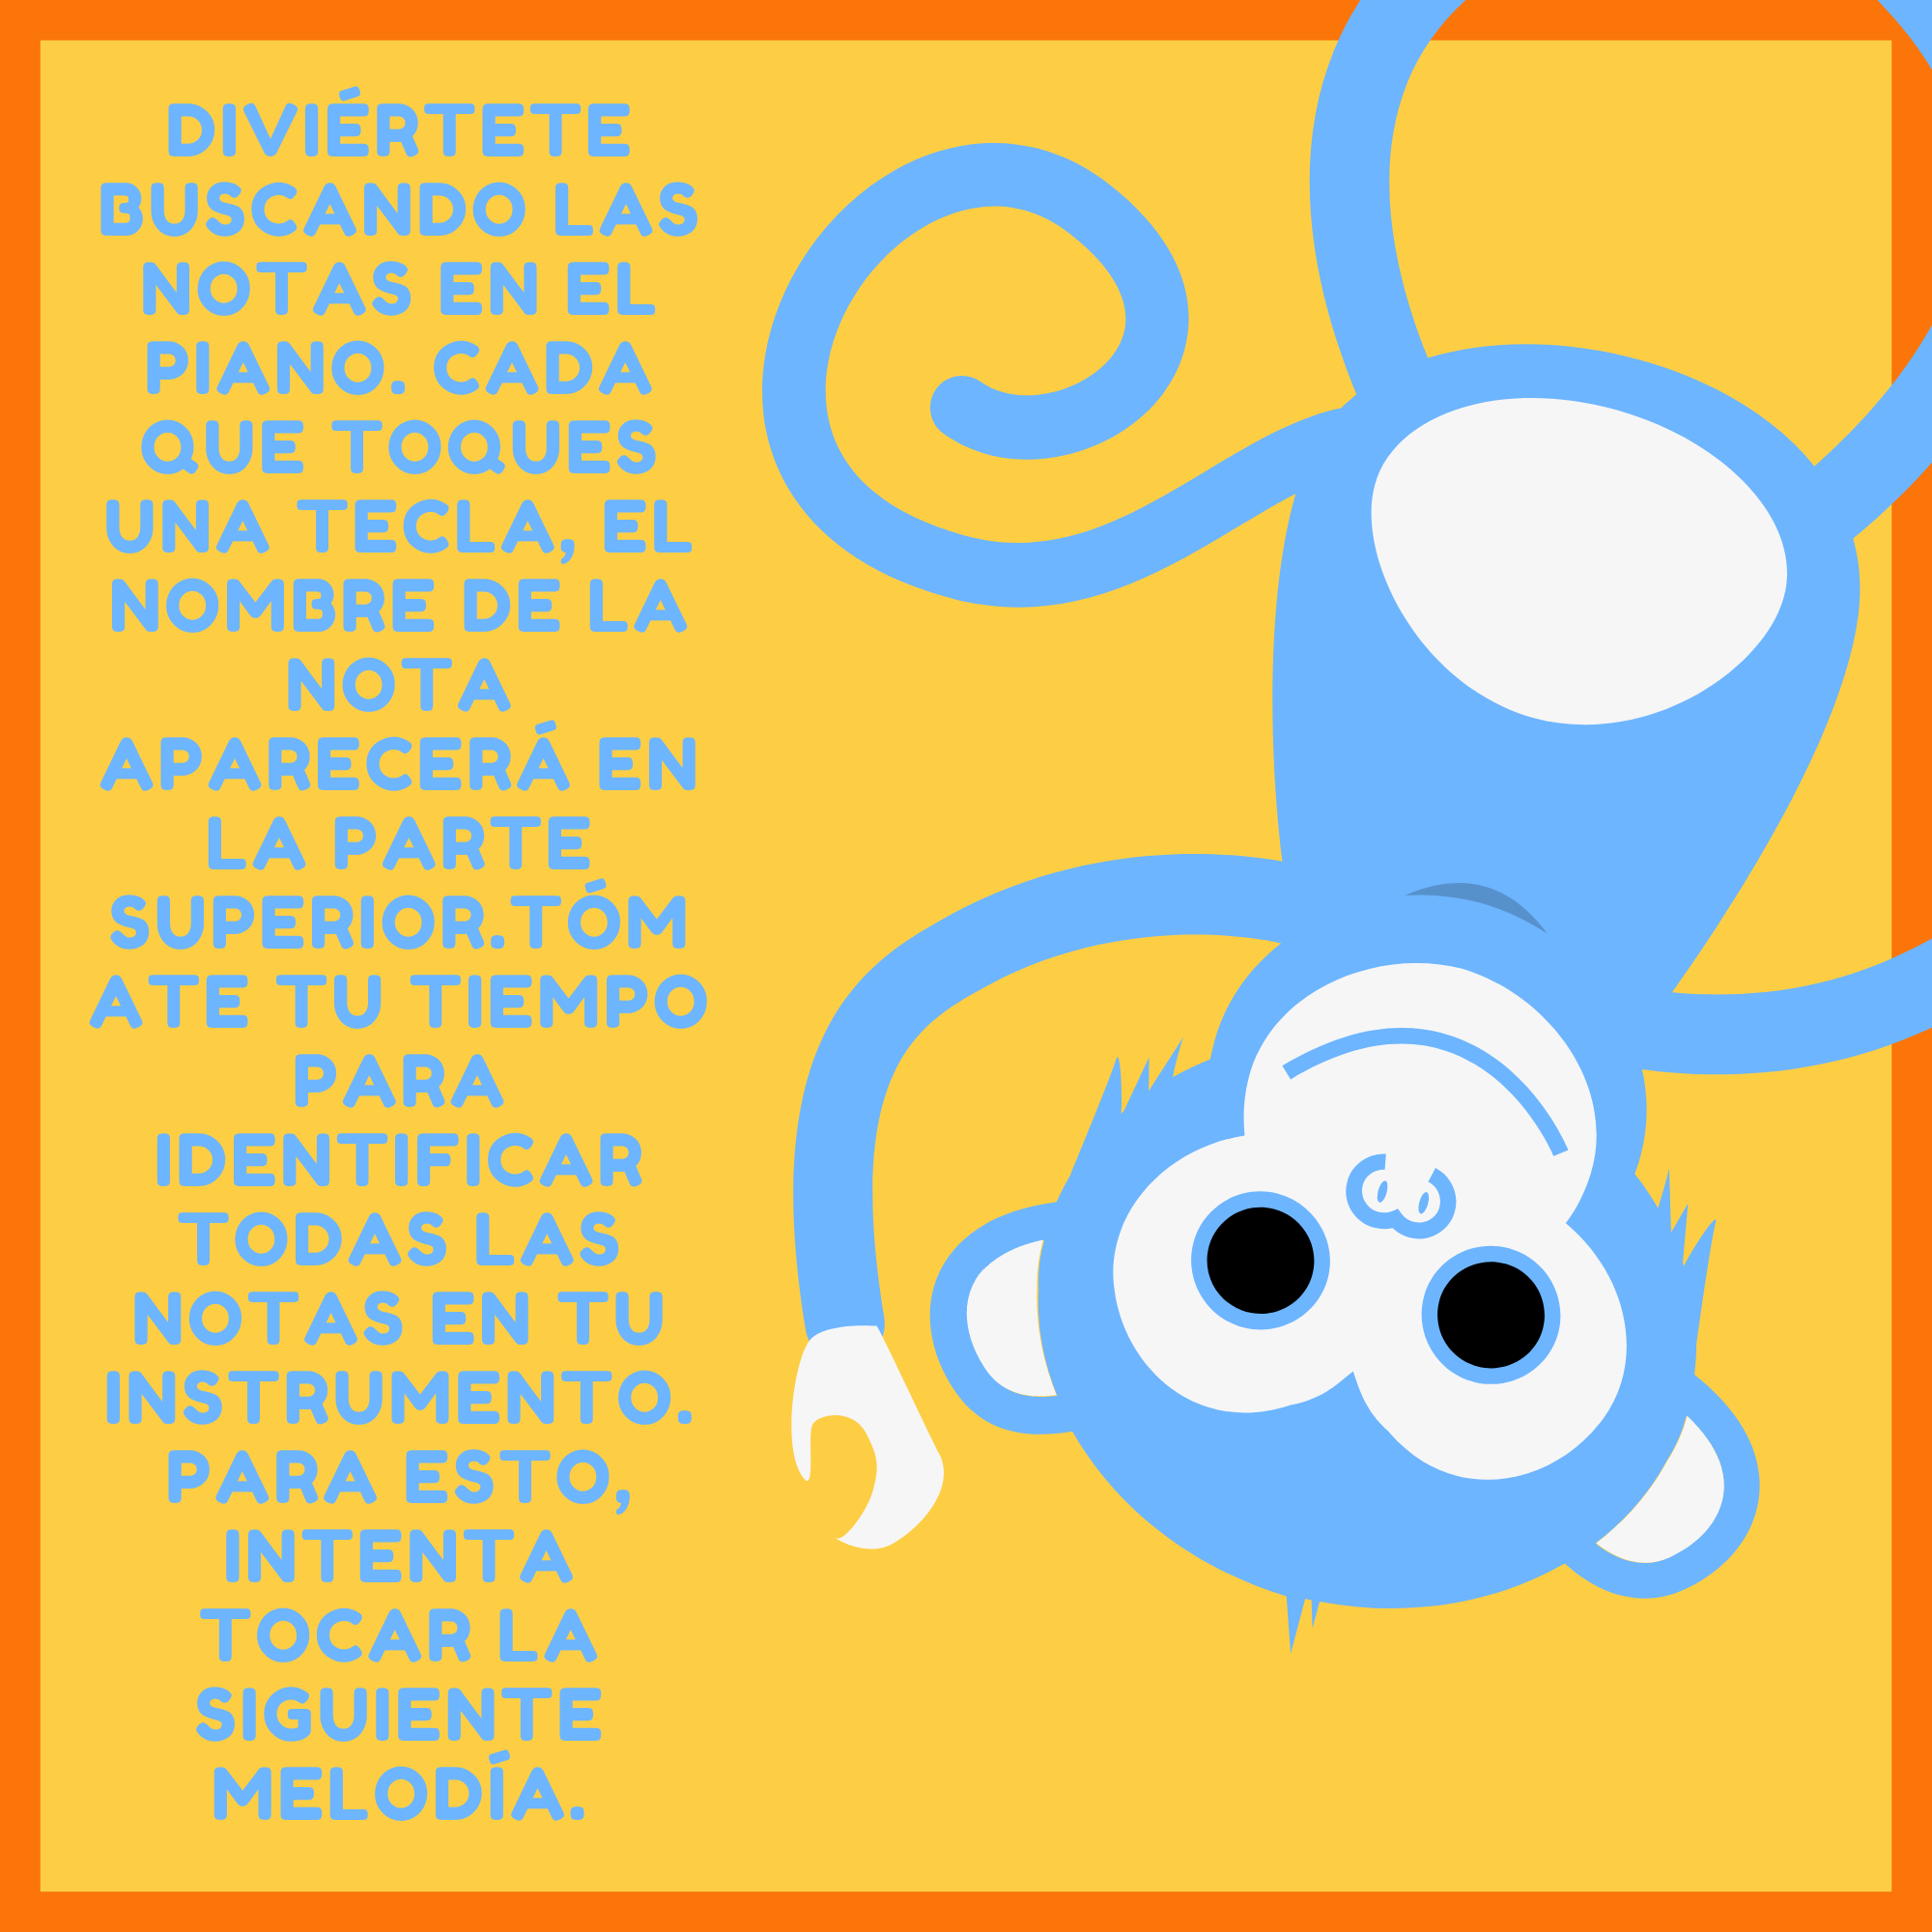 DIVIÉRTETE
BUSCANDO LAS
NOTAS EN EL
PIANO. CADA
QUE TOQUES
UNA TECLA, EL
NOMBRE DE LA
NOTA
APARECERÁ EN
LA PARTE
SUPERIOR.TÓM
ATE TU TIEMPO
PARA
IDENTIFICAR
TODAS LAS
NOTAS EN TU
INSTRUMENTO.
PARA ESTO,
INTENTA
TOCAR LA
SIGUIENTE
MELODÍA.